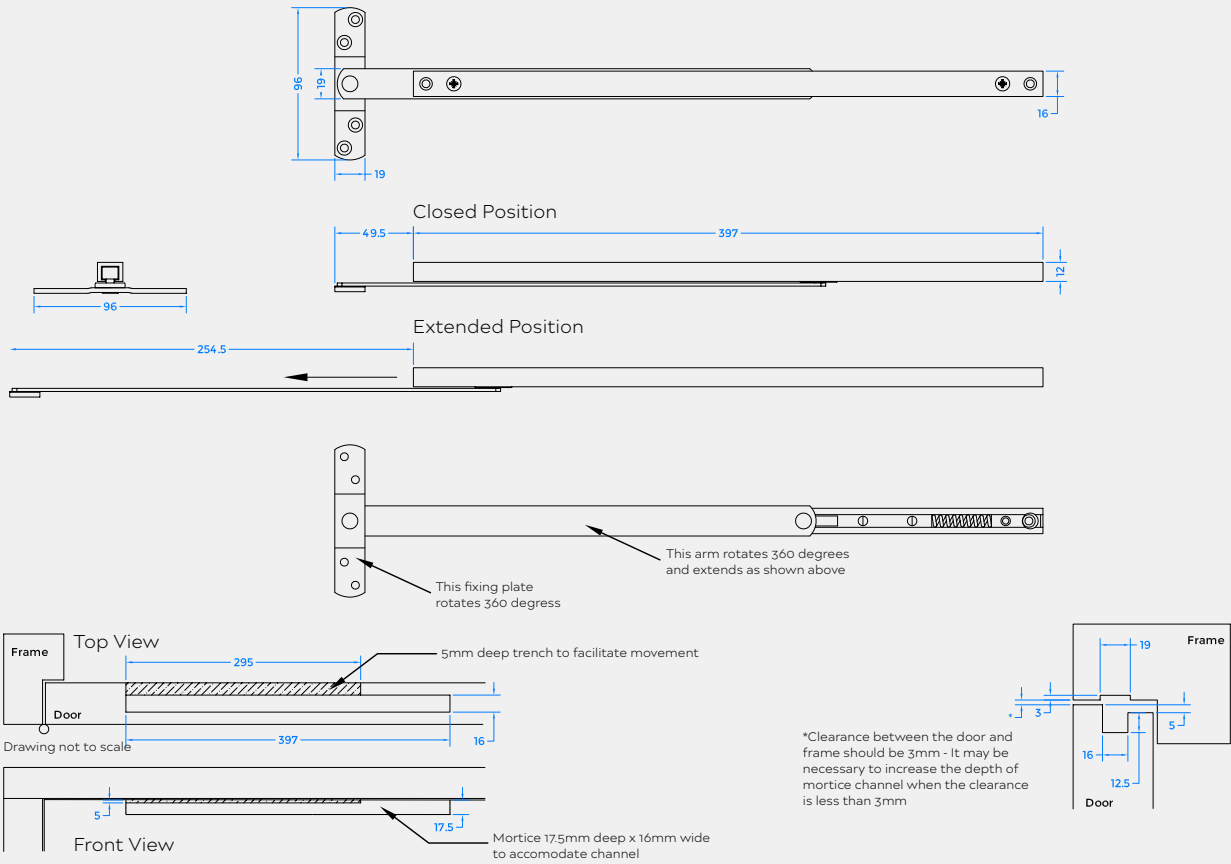 96
19
16
19
Closed Position
49.5
397
12
96
Extended Position
254.5
This arm rotates 360 degrees
and extends as shown above
This fixing plate
rotates 360 degress
Top View
Frame
295
5mm deep trench to facilitate movement
Door
Drawing not to scale
397
16
5
17.5
Front View
Mortice 17.5mm deep x 16mm wide
to accomodate channel
Frame
19
*
3
5
16
12.5
Door
*Clearance between the door and
frame should be 3mm - It may be
necessary to increase the depth of
mortice channel when the clearance
is less than 3mm